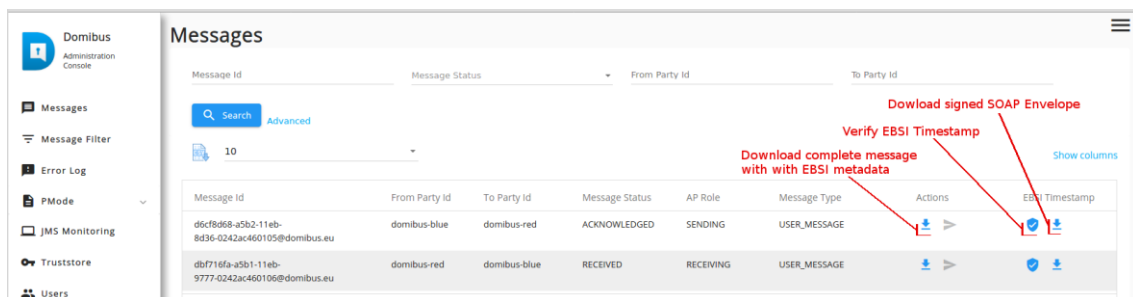 Domibus
Administration
Console
Messages
Message Filter
Error Log
PMode
JMS Monitoring
Truststore
Users
Messages
Message Id
Message Status
From Party Id
To Party Id
Search
Advanced
10
Dowload signed SOAP Envelope
Verify EBSI Timestamp
Download complete message
with with EBSI metadata
Show columns
Message Id From Party Id To Party Id Message Status AP Role Message Type Actions EBSI Timestamp
d6cf8d68-a5b2-11eb- domibus-blue domibus-red ACKNOWLEDGED SENDING USER_MESSAGE
8d36-0242ac460105@domibus.eu
dbf716fa-a5b1-11eb- domibus-red domibus-blue RECEIVED RECEIVING USER_MESSAGE
9777-0242ac460106@domibus.eu